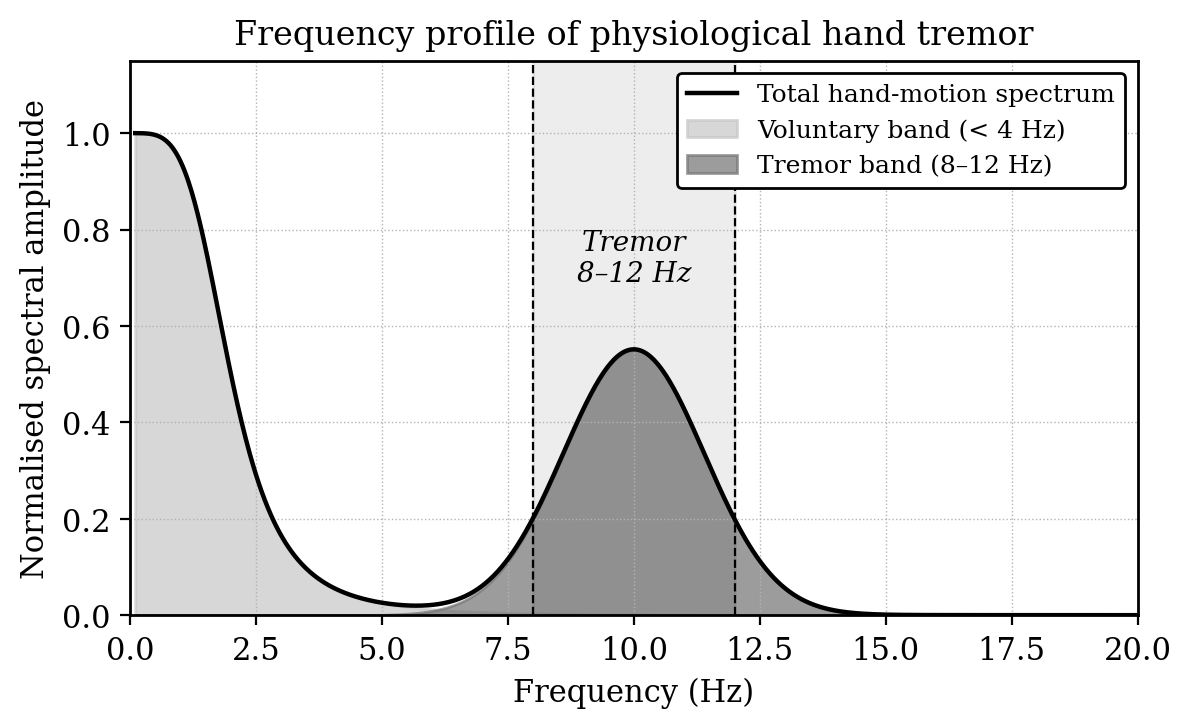 Frequency profile of physiological hand tremor
Total hand-motion spectrum
Voluntary band (< 4 Hz)
Tremor band (8–12 Hz)
Tremor
8–12 Hz
Normalised spectral amplitude
1.0
0.8
0.6
0.4
0.2
0.0
0.0 2.5 5.0 7.5 10.0 12.5 15.0 17.5 20.0
Frequency (Hz)